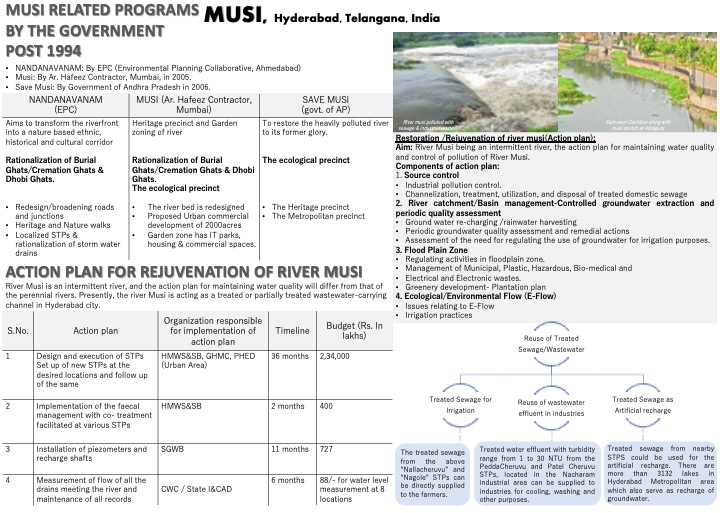 MUSI RELATED PROGRAMS
BY THE GOVERNMENT
POST 1994
MUSI, Hyderabad, Telangana, India
• NANDANAVANAM: By EPC (Environmental Planning Collaborative, Ahmedabad)
• Musi: By Ar. Hafeez Contractor, Mumbai, in 2005.
• Save Musi: By Government of Andhra Pradesh in 2006.
NANDANAVANAM
(EPC)
MUSI (Ar. Hafeez Contractor,
Mumbai)
SAVE MUSI
(govt. of AP)
Aims to transform the riverfront
into a nature based ethnic,
historical and cultural corridor
Heritage precinct and Garden
zoning of river
To restore the heavily polluted river
to its former glory.
Rationalization of Burial
Ghats/Cremation Ghats &
Dhobi Ghats.
Rationalization of Burial
Ghats/Cremation Ghats & Dhobi
Ghats.
The ecological precinct
The ecological precinct
• Redesign/broadening roads
and junctions
• Heritage and Nature walks
• Localized STPs &
rationalization of storm water
drains
• The river bed is redesigned
• Proposed Urban commercial
development of 2000acres
• Garden zone has IT parks,
housing & commercial spaces.
• The Heritage precinct
• The Metropolitan precinct
ACTION PLAN FOR REJUVENATION OF RIVER MUSI
River Musi is an intermittent river, and the action plan for maintaining water quality will differ from that of
the perennial rivers. Presently, the river Musi is acting as a treated or partially treated wastewater-carrying
channel in Hyderabad city.
S.No.
Action plan
Organization responsible
for implementation of
action plan
Timeline
Budget (Rs. In
lakhs)
1
Design and execution of STPs
Set up of new STPs at the
desired locations and follow up
of the same
HMWS&SB, GHMC, PHED
(Urban Area)
36 months
2,34,000
2
Implementation of the faecal
management with co- treatment
facilitated at various STPs
HMWS&SB
2 months
400
3
Installation of piezometers and
recharge shafts
SGWB
11 months
727
4
Measurement of flow of all the
drains meeting the river and
maintenance of all records
CWC / State I&CAD
6 months
88/- for water level
measurement at 8
locations
River musi polluted with
sewage &
East-west Corridor along with
musi stretch at
Restoration /Rejuvenation of river musi(Action plan):
Aim: River Musi being an intermittent river, the action plan for maintaining water quality
and control of pollution of River Musi.
Components of action plan:
1. Source control
• Industrial pollution control.
• Channelization, treatment, utilization, and disposal of treated domestic sewage
2. River catchment/Basin management-Controlled groundwater extraction and
periodic quality assessment
• Ground water re-charging /rainwater harvesting
• Periodic groundwater quality assessment and remedial actions
• Assessment of the need for regulating the use of groundwater for irrigation purposes.
3. Flood Plain Zone
• Regulating activities in floodplain zone.
• Management of Municipal, Plastic, Hazardous, Bio-medical and
• Electrical and Electronic wastes.
• Greenery development- Plantation plan
4. Ecological/Environmental Flow (E-Flow)
• Issues relating to E-Flow
• Irrigation practices
Reuse of Treated
Sewage/Wastewater
Treated Sewage for
Irrigation
Reuse of wastewater
effluent in industries
Treated Sewage as
Artificial recharge
The treated sewage
from the above
"Nallacheruvu" and
"Nagole" STPs can
be directly supplied
to the farmers.
Treated water effluent with turbidity
range from 1 to 30 NTU from the
PeddaCheruvu and Patel Cheruvu
STPs, located in the Nacharam
industrial area can be supplied to
industries for cooling, washing and
other purposes.
Treated sewage from nearby
STPS could be used for the
artificial recharge. There are
more than 3132 lakes in
Hyderabad Metropolitan area
which also serve as recharge of
groundwater.